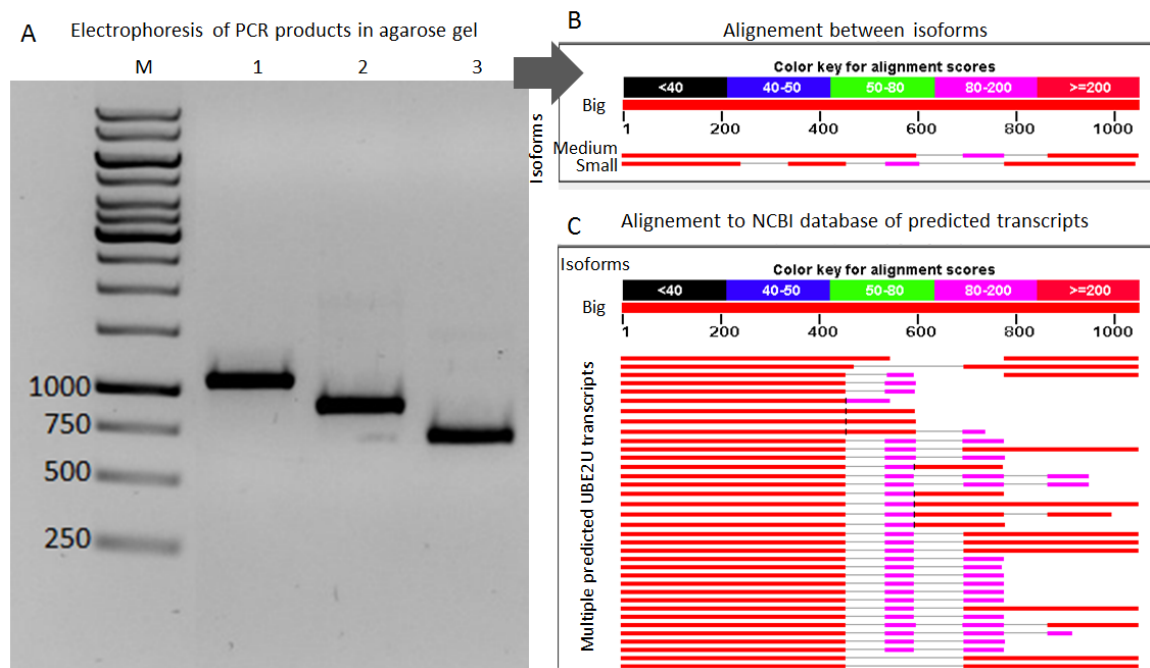 A
Electrophoresis of PCR products in agarose gel
M 1 2 3
1000
750
500
250
B
Alignement between isoforms
Isoforms
Color key for alignment scores
<40 40-50 50-80 80-200 >=200
Big
1 200 400 600 800 1000
Medium
Small
C
Alignement to NCBI database of predicted transcripts
Isoforms
Color key for alignment scores
<40 40-50 50-80 80-200 >=200
Big
1 200 400 600 800 1000
Multiple predicted UBE2U transcripts